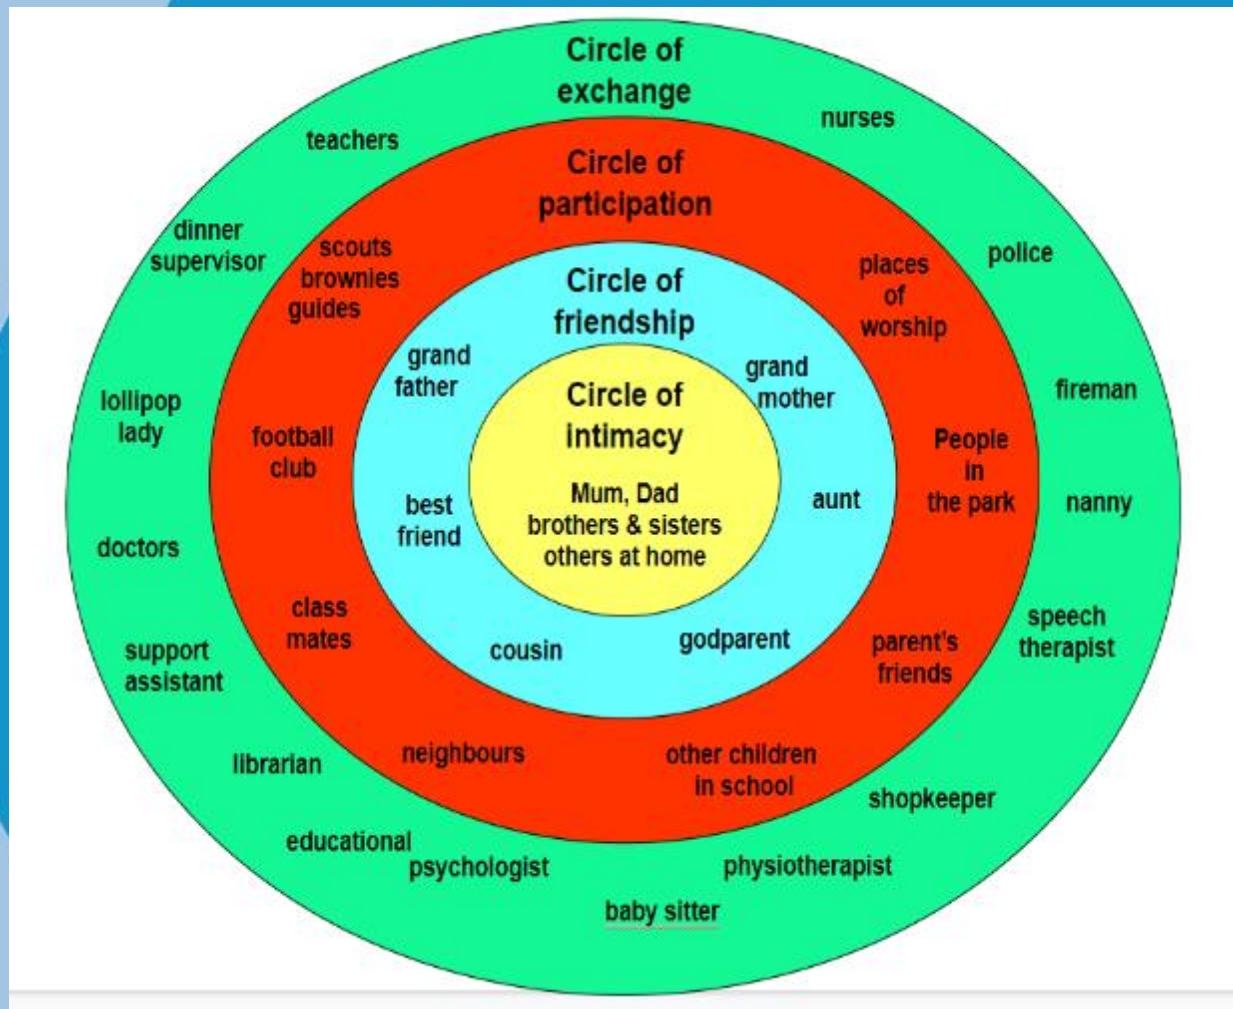 Circle of
exchange
nurses
teachers
Circle of
participation
dinner
supervisor
scouts
brownies
guides
places
of
worship
police
Circle of
friendship
grand
father
grand
mother
Circle of
intimacy
Mum, Dad
brothers & sisters
others at home
lollipop
lady
football
club
best
friend
aunt
People
in
the park
fireman
nanny
doctors
class
mates
cousin
godparent
parent's
friends
speech
therapist
support
assistant
neighbours
other children
in school
librarian
shopkeeper
educational
psychologist
physiotherapist
baby sitter